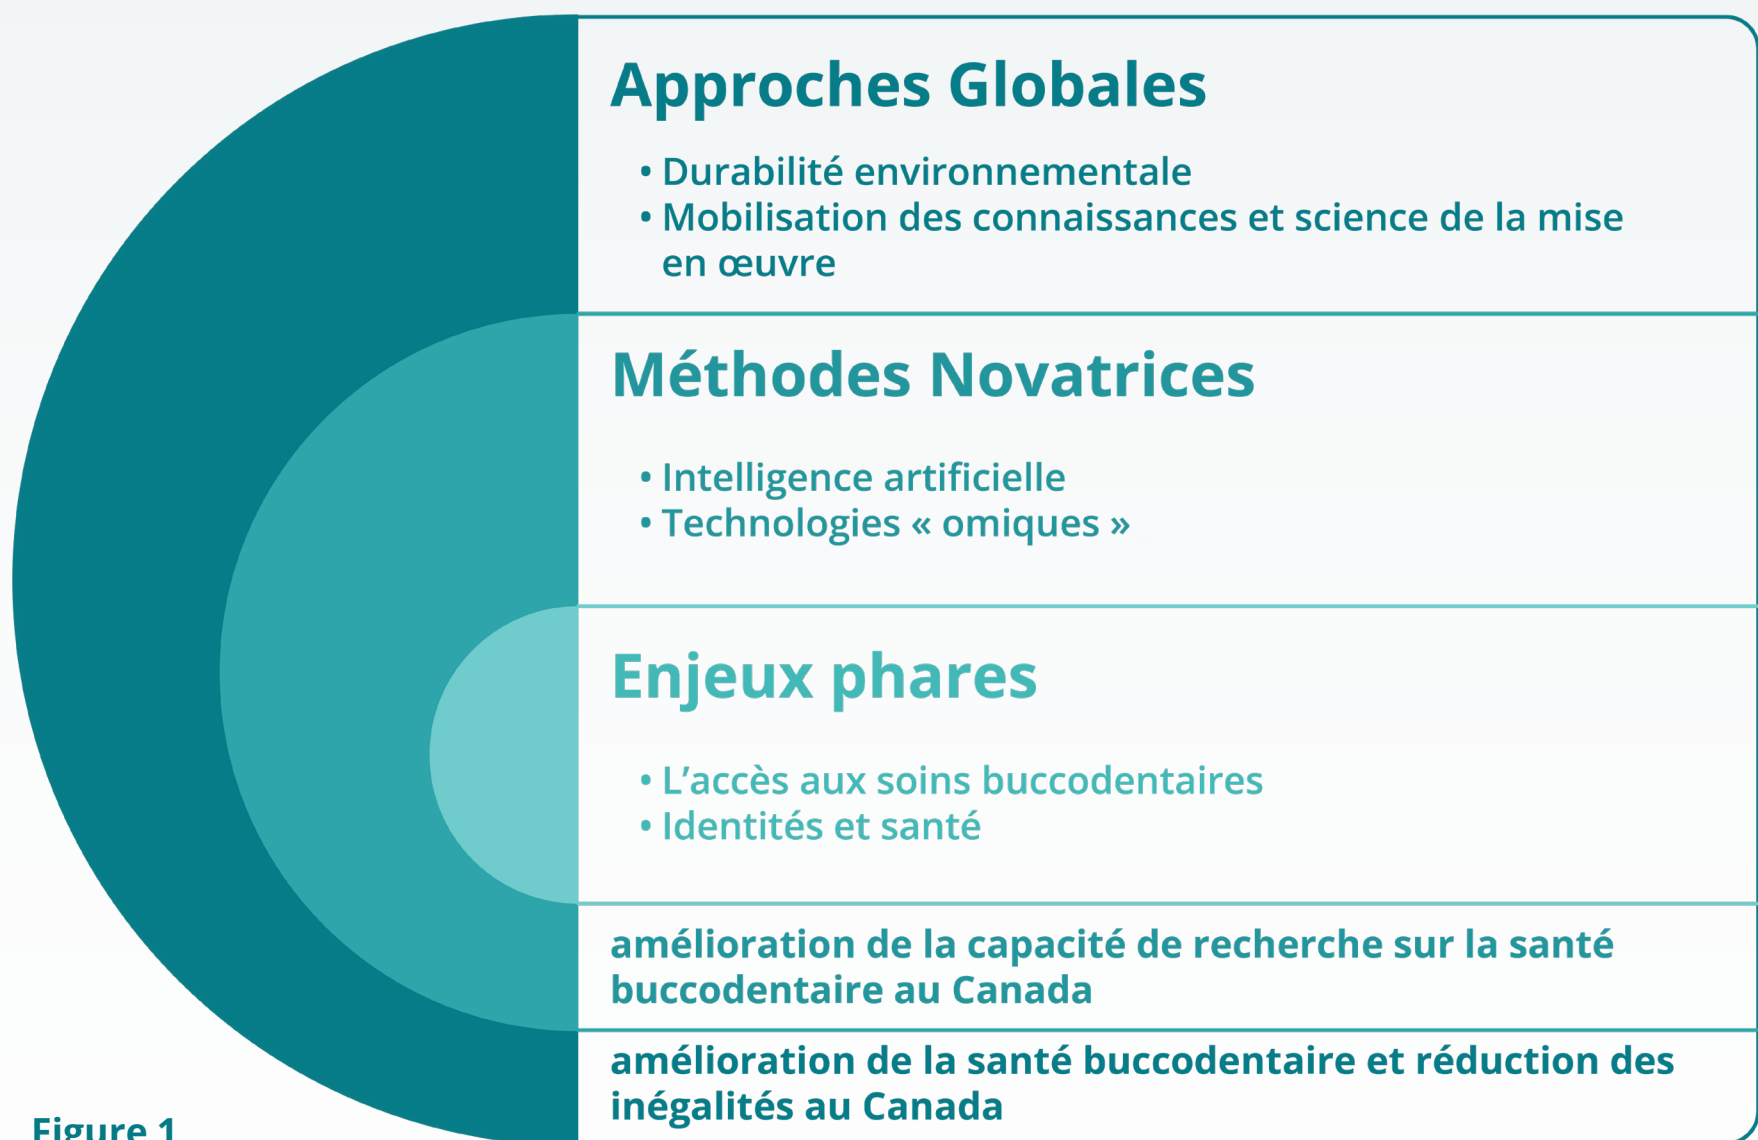 Approches Globales
• Durabilité environnementale
• Mobilisation des connaissances et science de la mise
en œuvre
Méthodes Novatrices
• Intelligence artificielle
• Technologies « omiques »
Enjeux phares
• L’accès aux soins buccodentaires
• Identités et santé
amélioration de la capacité de recherche sur la santé
buccodentaire au Canada
amélioration de la santé buccodentaire et réduction des
inégalités au Canada
Figure 1